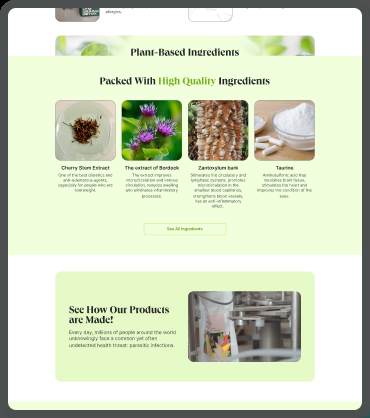 allergies.
Plant-Based Ingredients
Packed With High Quality Ingredients
Cherry Stem Extract
One of the best diuretics and
anti-edematous agents,
especially for people who are
overweight.
The extract of Bordock
The extract improves
microcirculation and venous
circulation, reduces swelling
and eliminates inflammatory
processes.
Zantoxylum bark
Stimulates the circulatory and
lymphatic systems, promotes
microcirculation in the
smallest blood capillaries,
strengthens blood vessels,
has an anti-inflammatory
effect.
Taurine
Aminosulfonic acid that
nourishes brain tissue,
stimulates the heart and
improves the condition of the
eyes.
See All Ingredients
See How Our Products
are Made!
Every day, millions of people around the world
unknowingly face a common yet often
undetected health threat: parasitic infections.